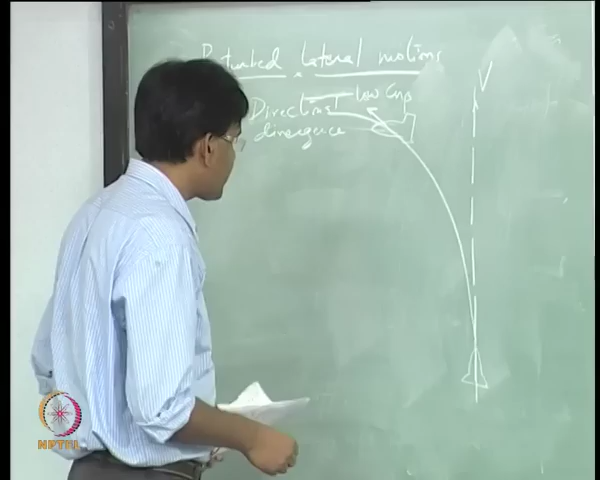 Perturbed lateral motions
Directional low Cnβ
divergence
V
NPTEL